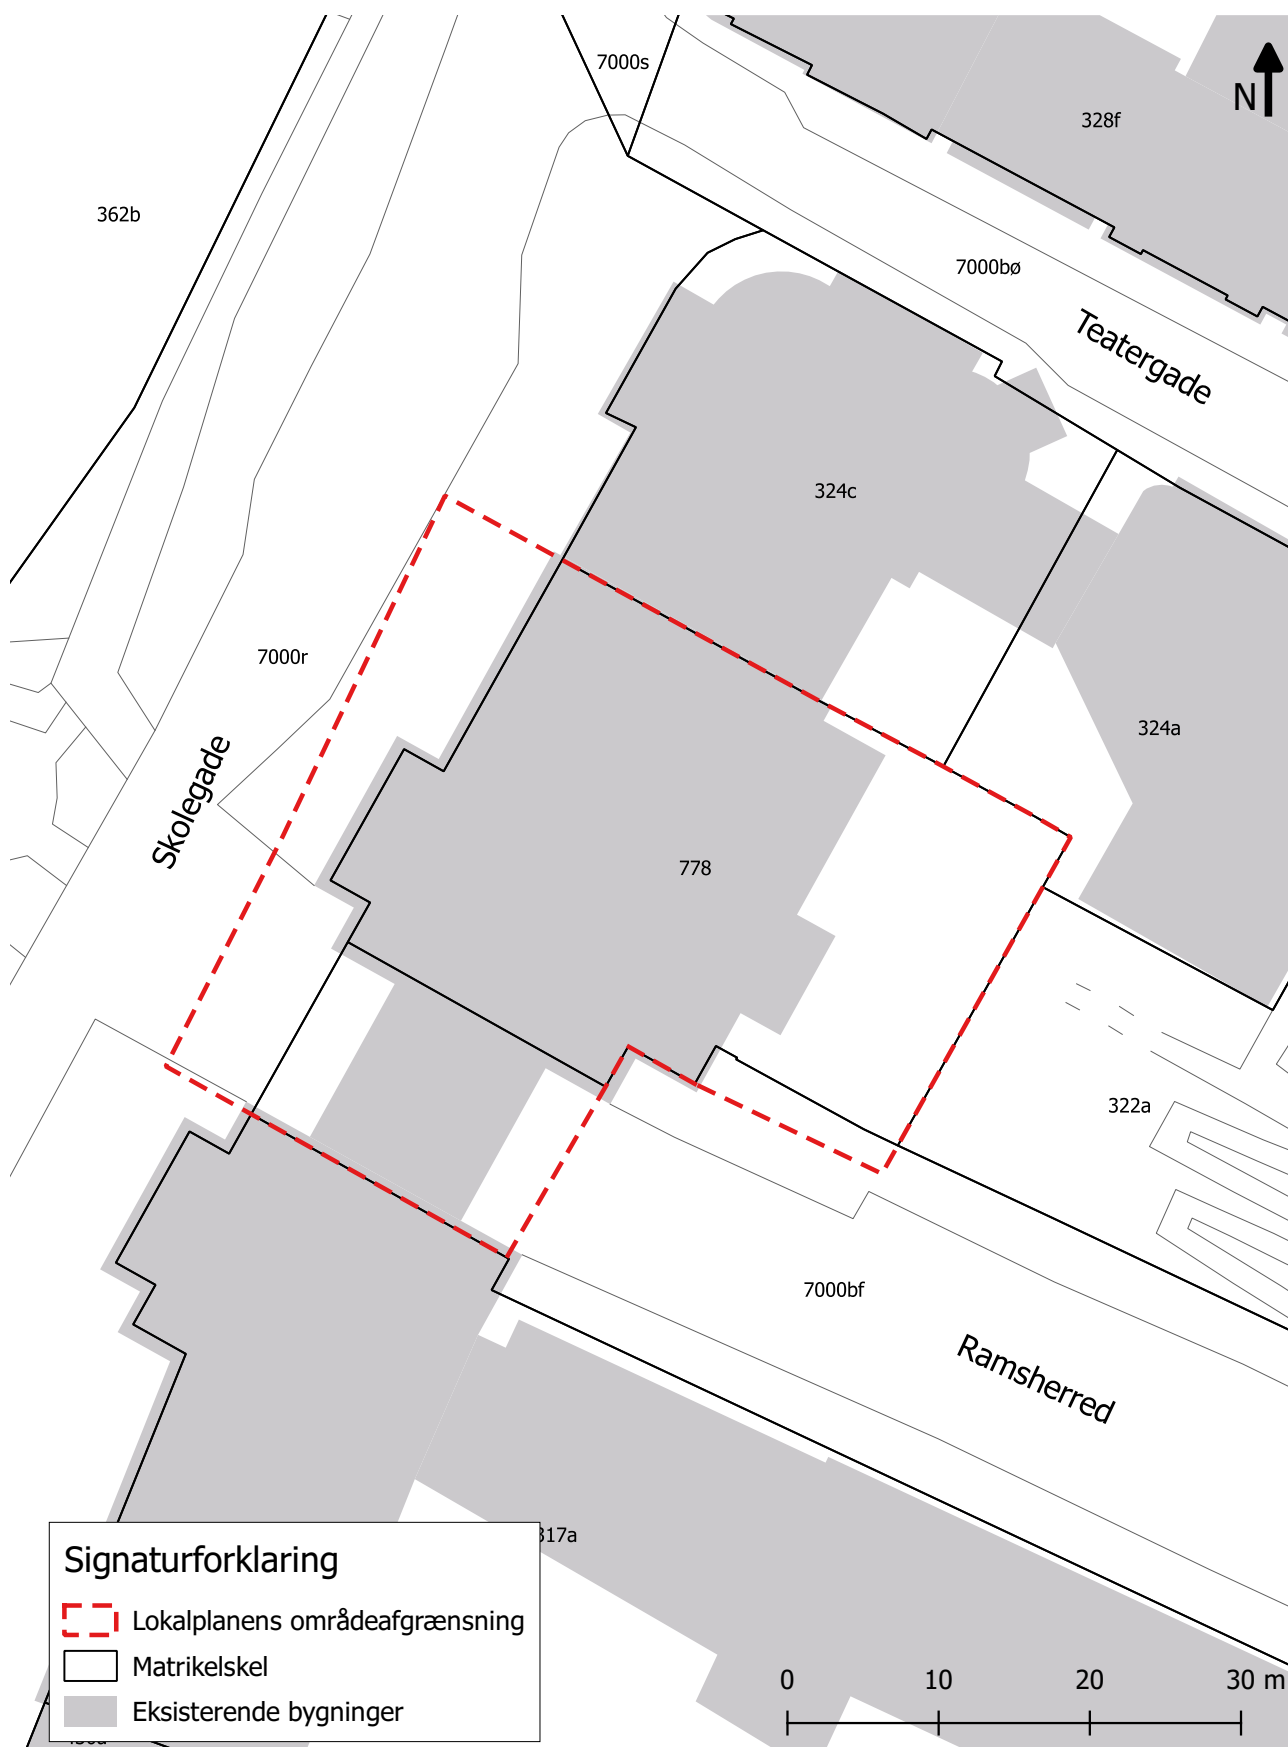 7000s
N
328f
362b
7000bø
Teatergade
324c
7000r
324a
Skolegade
778
322a
7000bf
Ramsherred
317a
Signaturforklaring
Lokalplanens områdeafgrænsning
Matrikelskel
Eksisterende bygninger
0 10 20 30 m